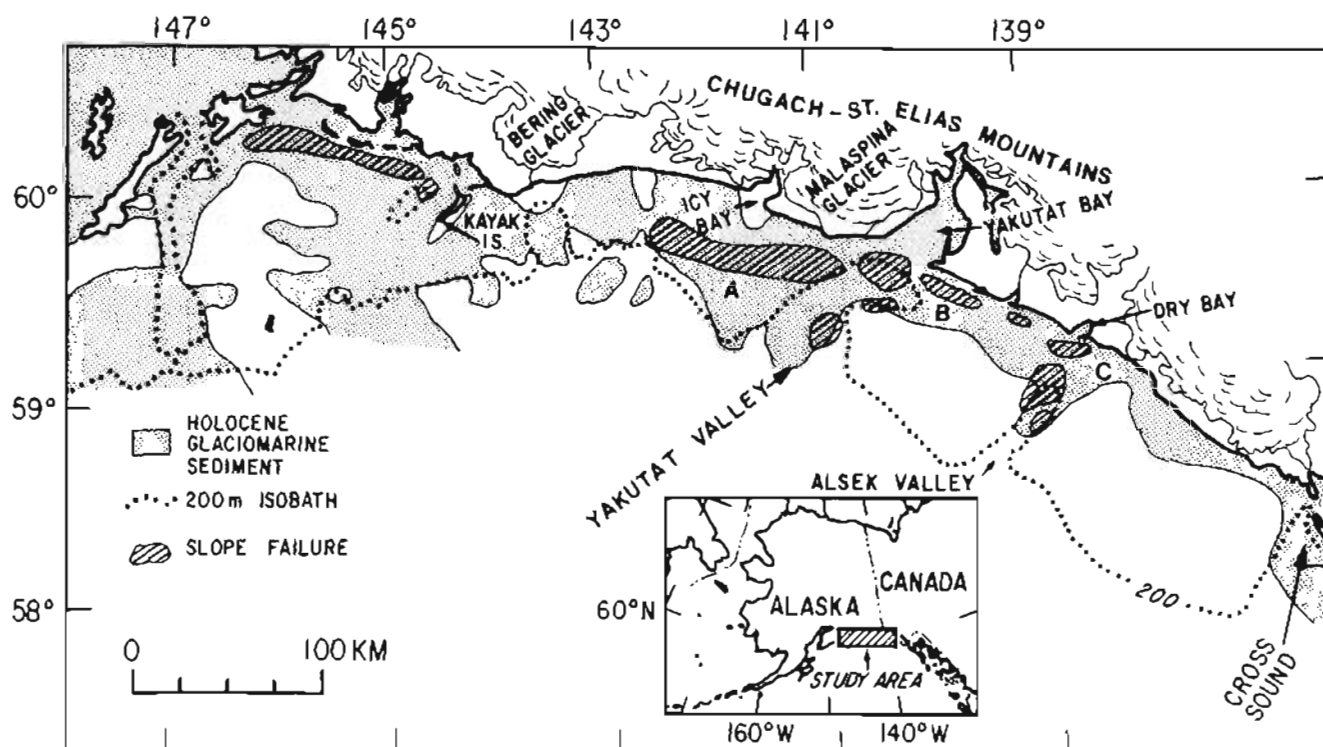 147° 145° 143° 141° 139°
CHUGACH-ST. ELIAS MOUNTAINS
BERING
GLACIER
MALASPINA
GLACIER
60°
ICY
BAY
YAKUTAT BAY
KAYAK
IS.
A
B
DRY BAY
C
59°
YAKUTAT VALLEY
ALSEK VALLEY
HOLOCENE
GLACIOMARINE
SEDIMENT
200m ISOBATH
SLOPE FAILURE
58°
0 100 KM
200
CROSS
SOUND
CANADA
60°N
ALASKA
STUDY AREA
160°W 140°W